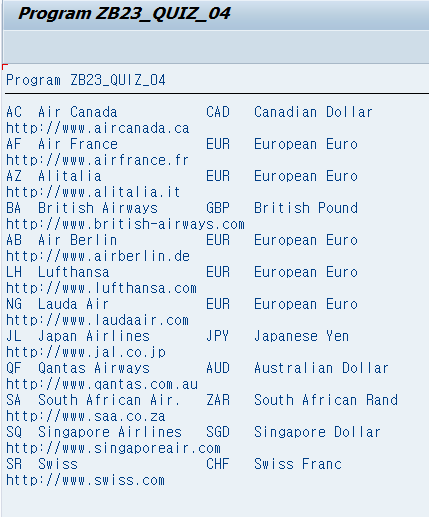 Program ZB23_QUIZ_04
Program ZB23_QUIZ_04
AC Air Canada CAD Canadian Dollar
http://www.aircanada.ca
AF Air France EUR European Euro
http://www.airfrance.fr
AZ Alitalia EUR European Euro
http://www.alitalia.it
BA British Airways GBP British Pound
http://www.british-airways.com
AB Air Berlin EUR European Euro
http://www.airberlin.de
LH Lufthansa EUR European Euro
http://www.lufthansa.com
NG Lauda Air EUR European Euro
http://www.laudaair.com
JL Japan Airlines JPY Japanese Yen
http://www.jal.co.jp
QF Qantas Airways AUD Australian Dollar
http://www.qantas.com.au
SA South African Air. ZAR South African Rand
http://www.saa.co.za
SQ Singapore Airlines SGD Singapore Dollar
http://www.singaporeair.com
SR Swiss CHF Swiss Franc
http://www.swiss.com